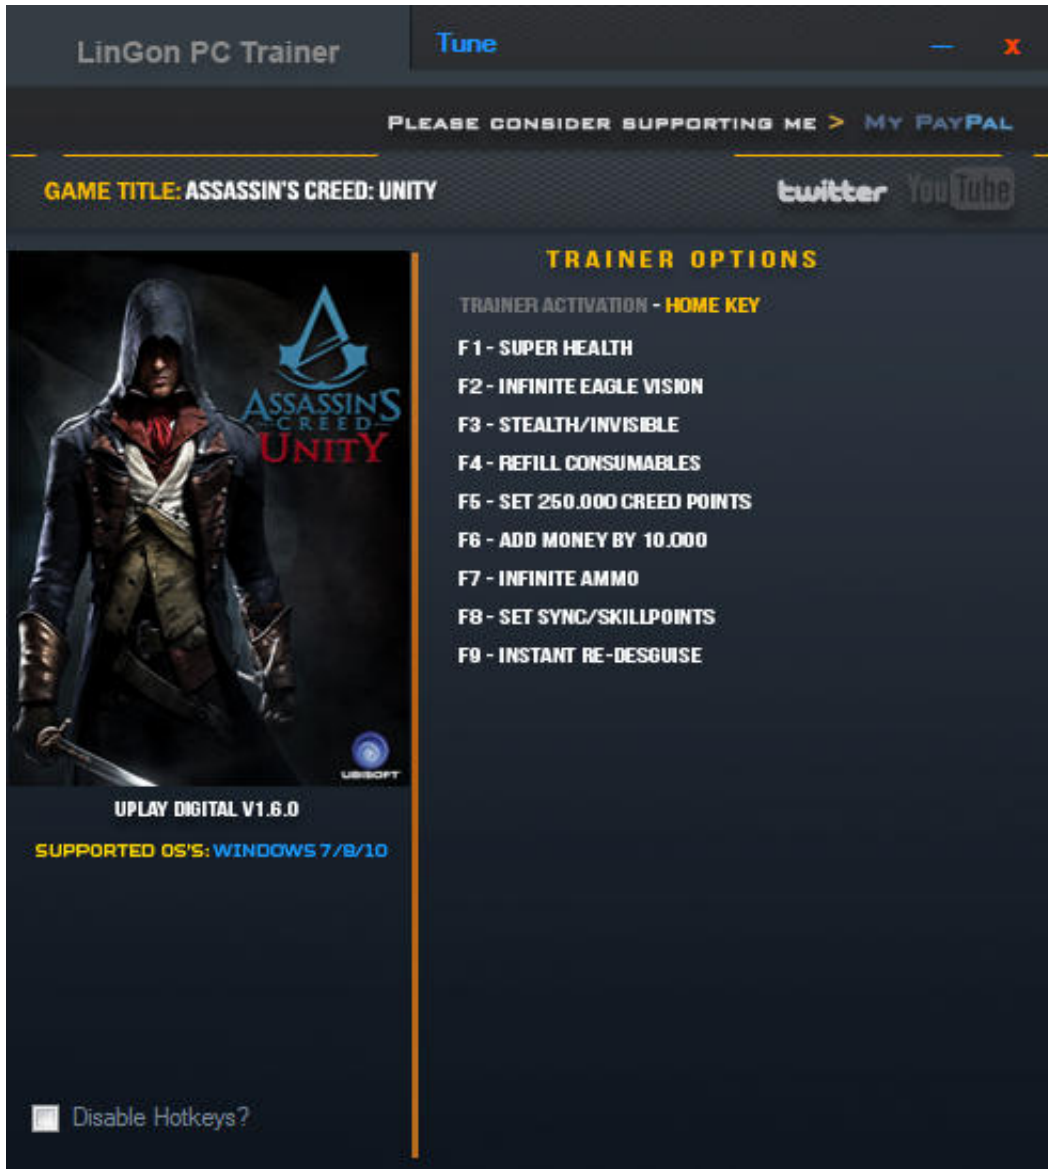 LinGon PC Trainer
Tune
— x
PLEASE CONSIDER SUPPORTING ME > MY PAYPAL
GAME TITLE: ASSASSIN'S CREED: UNITY
twitter YouTube
TRAINER OPTIONS
TRAINER ACTIVATION - HOME KEY
F1 - SUPER HEALTH
F2 - INFINITE EAGLE VISION
F3 - STEALTH/INVISIBLE
F4 - REFILL CONSUMABLES
F5 - SET 250.000 CREED POINTS
F6 - ADD MONEY BY 10.000
F7 - INFINITE AMMO
F8 - SET SYNC/SKILLPOINTS
F9 - INSTANT RE-DESGUISE
ASSASSIN'S
CREED
UNITY
UBISOFT
UPLAY DIGITAL V1.6.0
SUPPORTED OS'S: WINDOWS 7/8/10
Disable Hotkeys?